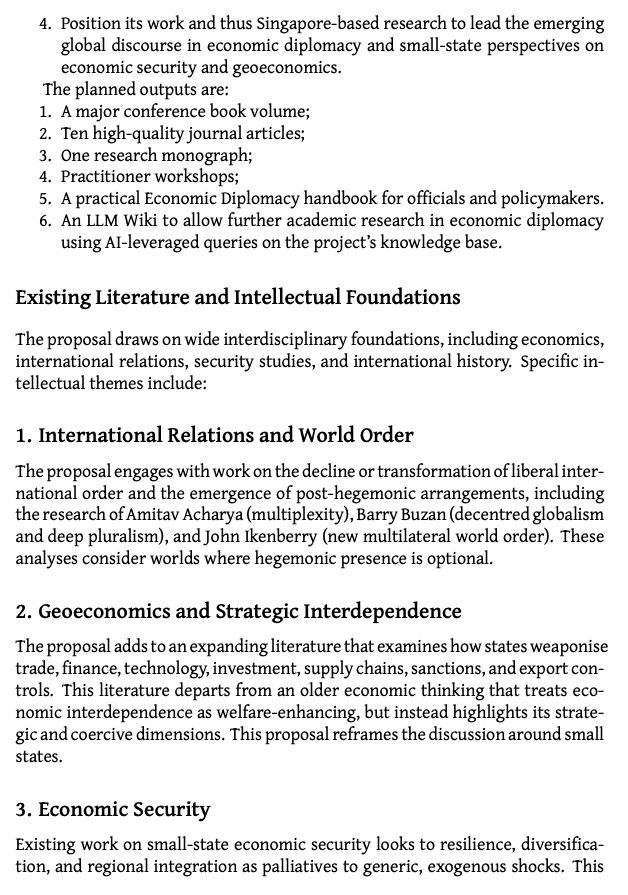 4. Position its work and thus Singapore-based research to lead the emerging
global discourse in economic diplomacy and small-state perspectives on
economic security and geoeconomics.
The planned outputs are:
1. A major conference book volume;
2. Ten high-quality journal articles;
3. One research monograph;
4. Practitioner workshops;
5. A practical Economic Diplomacy handbook for officials and policymakers.
6. An LLM Wiki to allow further academic research in economic diplomacy
using AI-leveraged queries on the project’s knowledge base.
Existing Literature and Intellectual Foundations
The proposal draws on wide interdisciplinary foundations, including economics,
international relations, security studies, and international history. Specific in-
tellectual themes include:
1. International Relations and World Order
The proposal engages with work on the decline or transformation of liberal inter-
national order and the emergence of post-hegemonic arrangements, including
the research of Amitav Acharya (multiplexity), Barry Buzan (decentred globalism
and deep pluralism), and John Ikenberry (new multilateral world order). These
analyses consider worlds where hegemonic presence is optional.
2. Geoeconomics and Strategic Interdependence
The proposal adds to an expanding literature that examines how states weaponise
trade, finance, technology, investment, supply chains, sanctions, and export con-
trols. This literature departs from an older economic thinking that treats eco-
nomic interdependence as welfare-enhancing, but instead highlights its strate-
gic and coercive dimensions. This proposal reframes the discussion around small
states.
3. Economic Security
Existing work on small-state economic security looks to resilience, diversifica-
tion, and regional integration as palliatives to generic, exogenous shocks. This